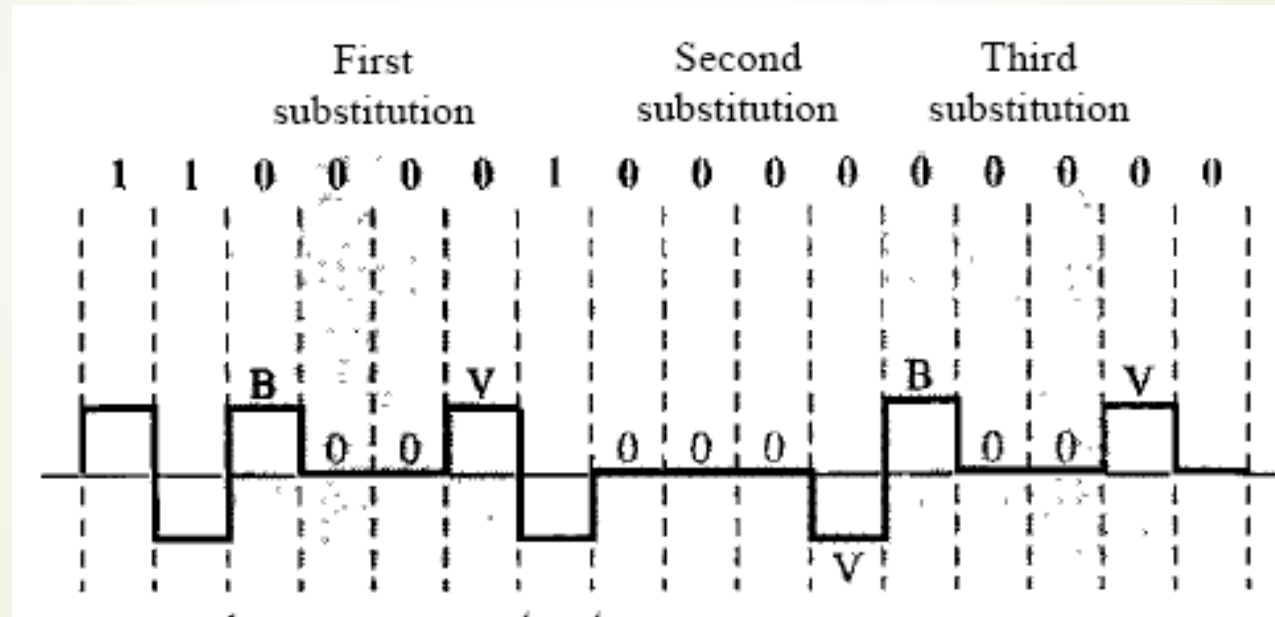 First Second Third
substitution substitution substitution
1 1 0 0 0 0 1 0 0 0 0 0 0 0 0 0
B V B V
0 0 0 0 0 0 0
V